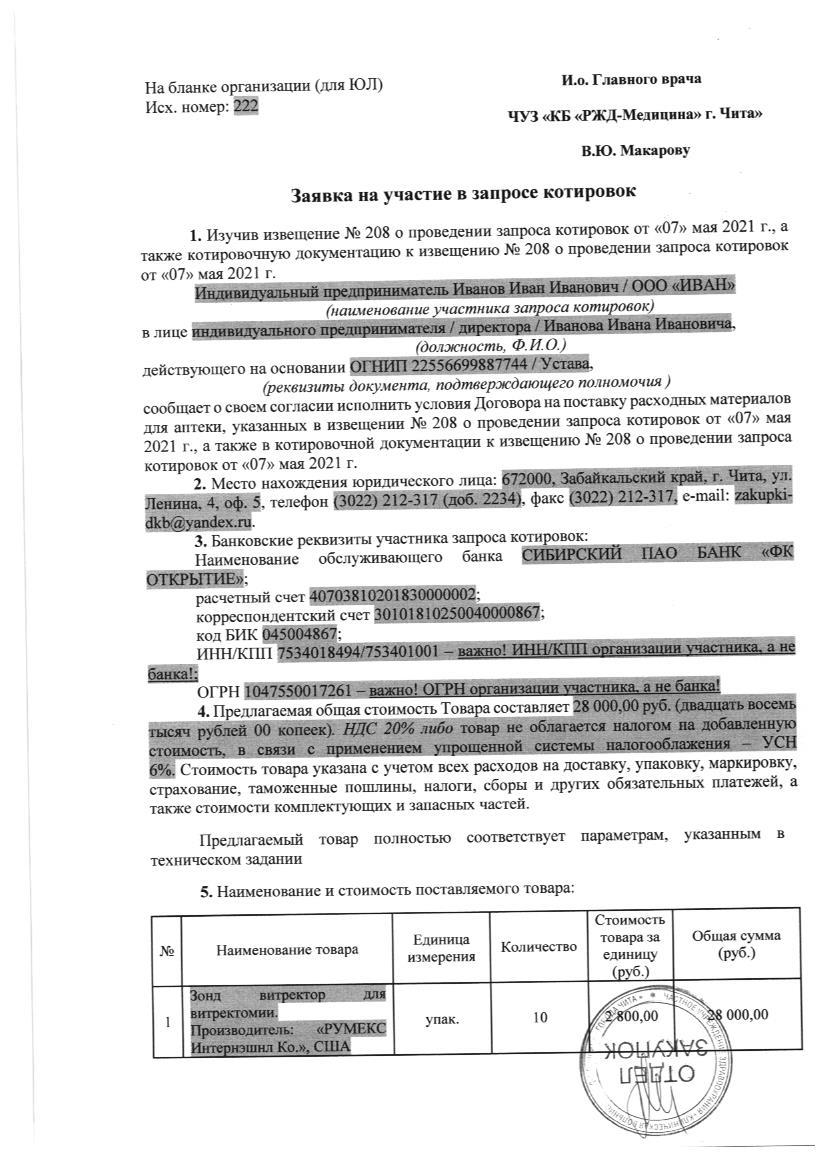 На бланке организации (для ЮЛ)
Исх. номер: 222
И.о. Главного врача
ЧУЗ «КБ «РЖД-Медицина» г. Чита»
В.Ю. Макарову
Заявка на участие в запросе котировок
1. Изучив извещение № 208 о проведении запроса котировок от «07» мая 2021 г., а
также котировочную документацию к извещению № 208 о проведении запроса котировок
от «07» мая 2021 г.
Индивидуальный предприниматель Иванов Иван Иванович / ООО «ИВАН»
(наименование участника запроса котировок)
в лице индивидуального предпринимателя / директора / Иванова Ивана Ивановича,
(должность, Ф.И.О.)
действующего на основании ОГНИП 22556699887744 / Устава,
(реквизиты документа, подтверждающего полномочия )
сообщает о своем согласии исполнить условия Договора на поставку расходных материалов
для аптеки, указанных в извещении № 208 о проведении запроса котировок от «07» мая
2021 г., а также в котировочной документации к извещению № 208 о проведении запроса
котировок от «07» мая 2021 г.
2. Место нахождения юридического лица: 672000, Забайкальский край, г. Чита, ул.
Ленина, 4, оф. 5, телефон (3022) 212-317 (доб. 2234), факс (3022) 212-317, e-mail: zakupki-
dkb@yandex.ru.
3. Банковские реквизиты участника запроса котировок:
Наименование обслуживающего банка СИБИРСКИЙ ПАО БАНК «ФК
ОТКРЫТИЕ»;
расчетный счет 40703810201830000002;
корреспондентский счет 30101810250040000867;
код БИК 045004867;
ИНН/КПП 7534018494/753401001 – важно! ИНН/КПП организации участника, а не
банка!;
ОГРН 1047550017261 – важно! ОГРН организации участника, а не банка!
4. Предлагаемая общая стоимость Товара составляет 28 000,00 руб. (двадцать восемь
тысяч рублей 00 копеек). НДС 20% либо товар не облагается налогом на добавленную
стоимость, в связи с применением упрощенной системы налогообложения – УСН
6%. Стоимость товара указана с учетом всех расходов на доставку, упаковку, маркировку,
страхование, таможенные пошлины, налоги, сборы и других обязательных платежей, а
также стоимости комплектующих и запасных частей.
Предлагаемый товар полностью соответствует параметрам, указанным в
техническом задании
5. Наименование и стоимость поставляемого товара:
№
Наименование товара
Единица
измерения
Количество
Стоимость
товара за
единицу
(руб.)
Общая сумма
(руб.)
1
Зонд витректор для
витректомии.
Производитель: «РУМЕКС
Интернэшнл Ко.», США
упак.
10
2 800,00
28 000,00
ОТДЕЛ
ЗАКУПОК